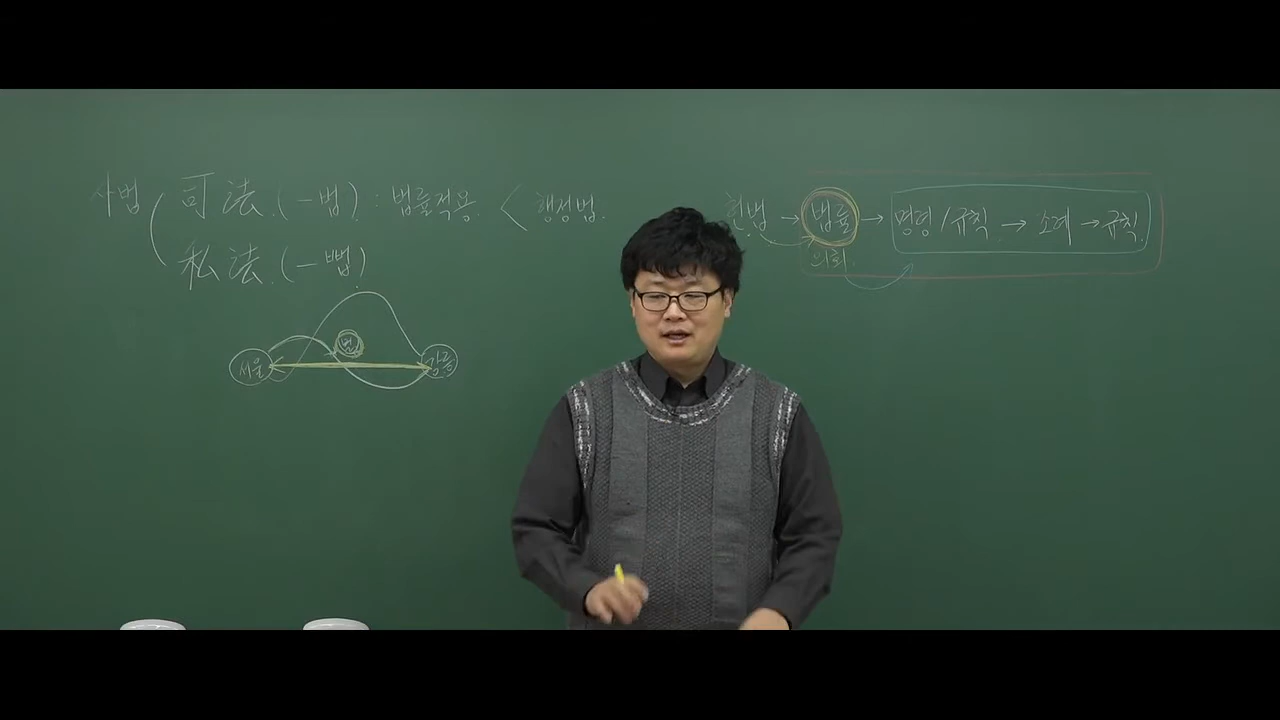 사법 司法.(-법) : 법률적용. < 행정법.
私法.(-뻡)
서울 법 강릉
헌법 → 법률 → 명령/규칙 → 조례 → 규칙.
의회.